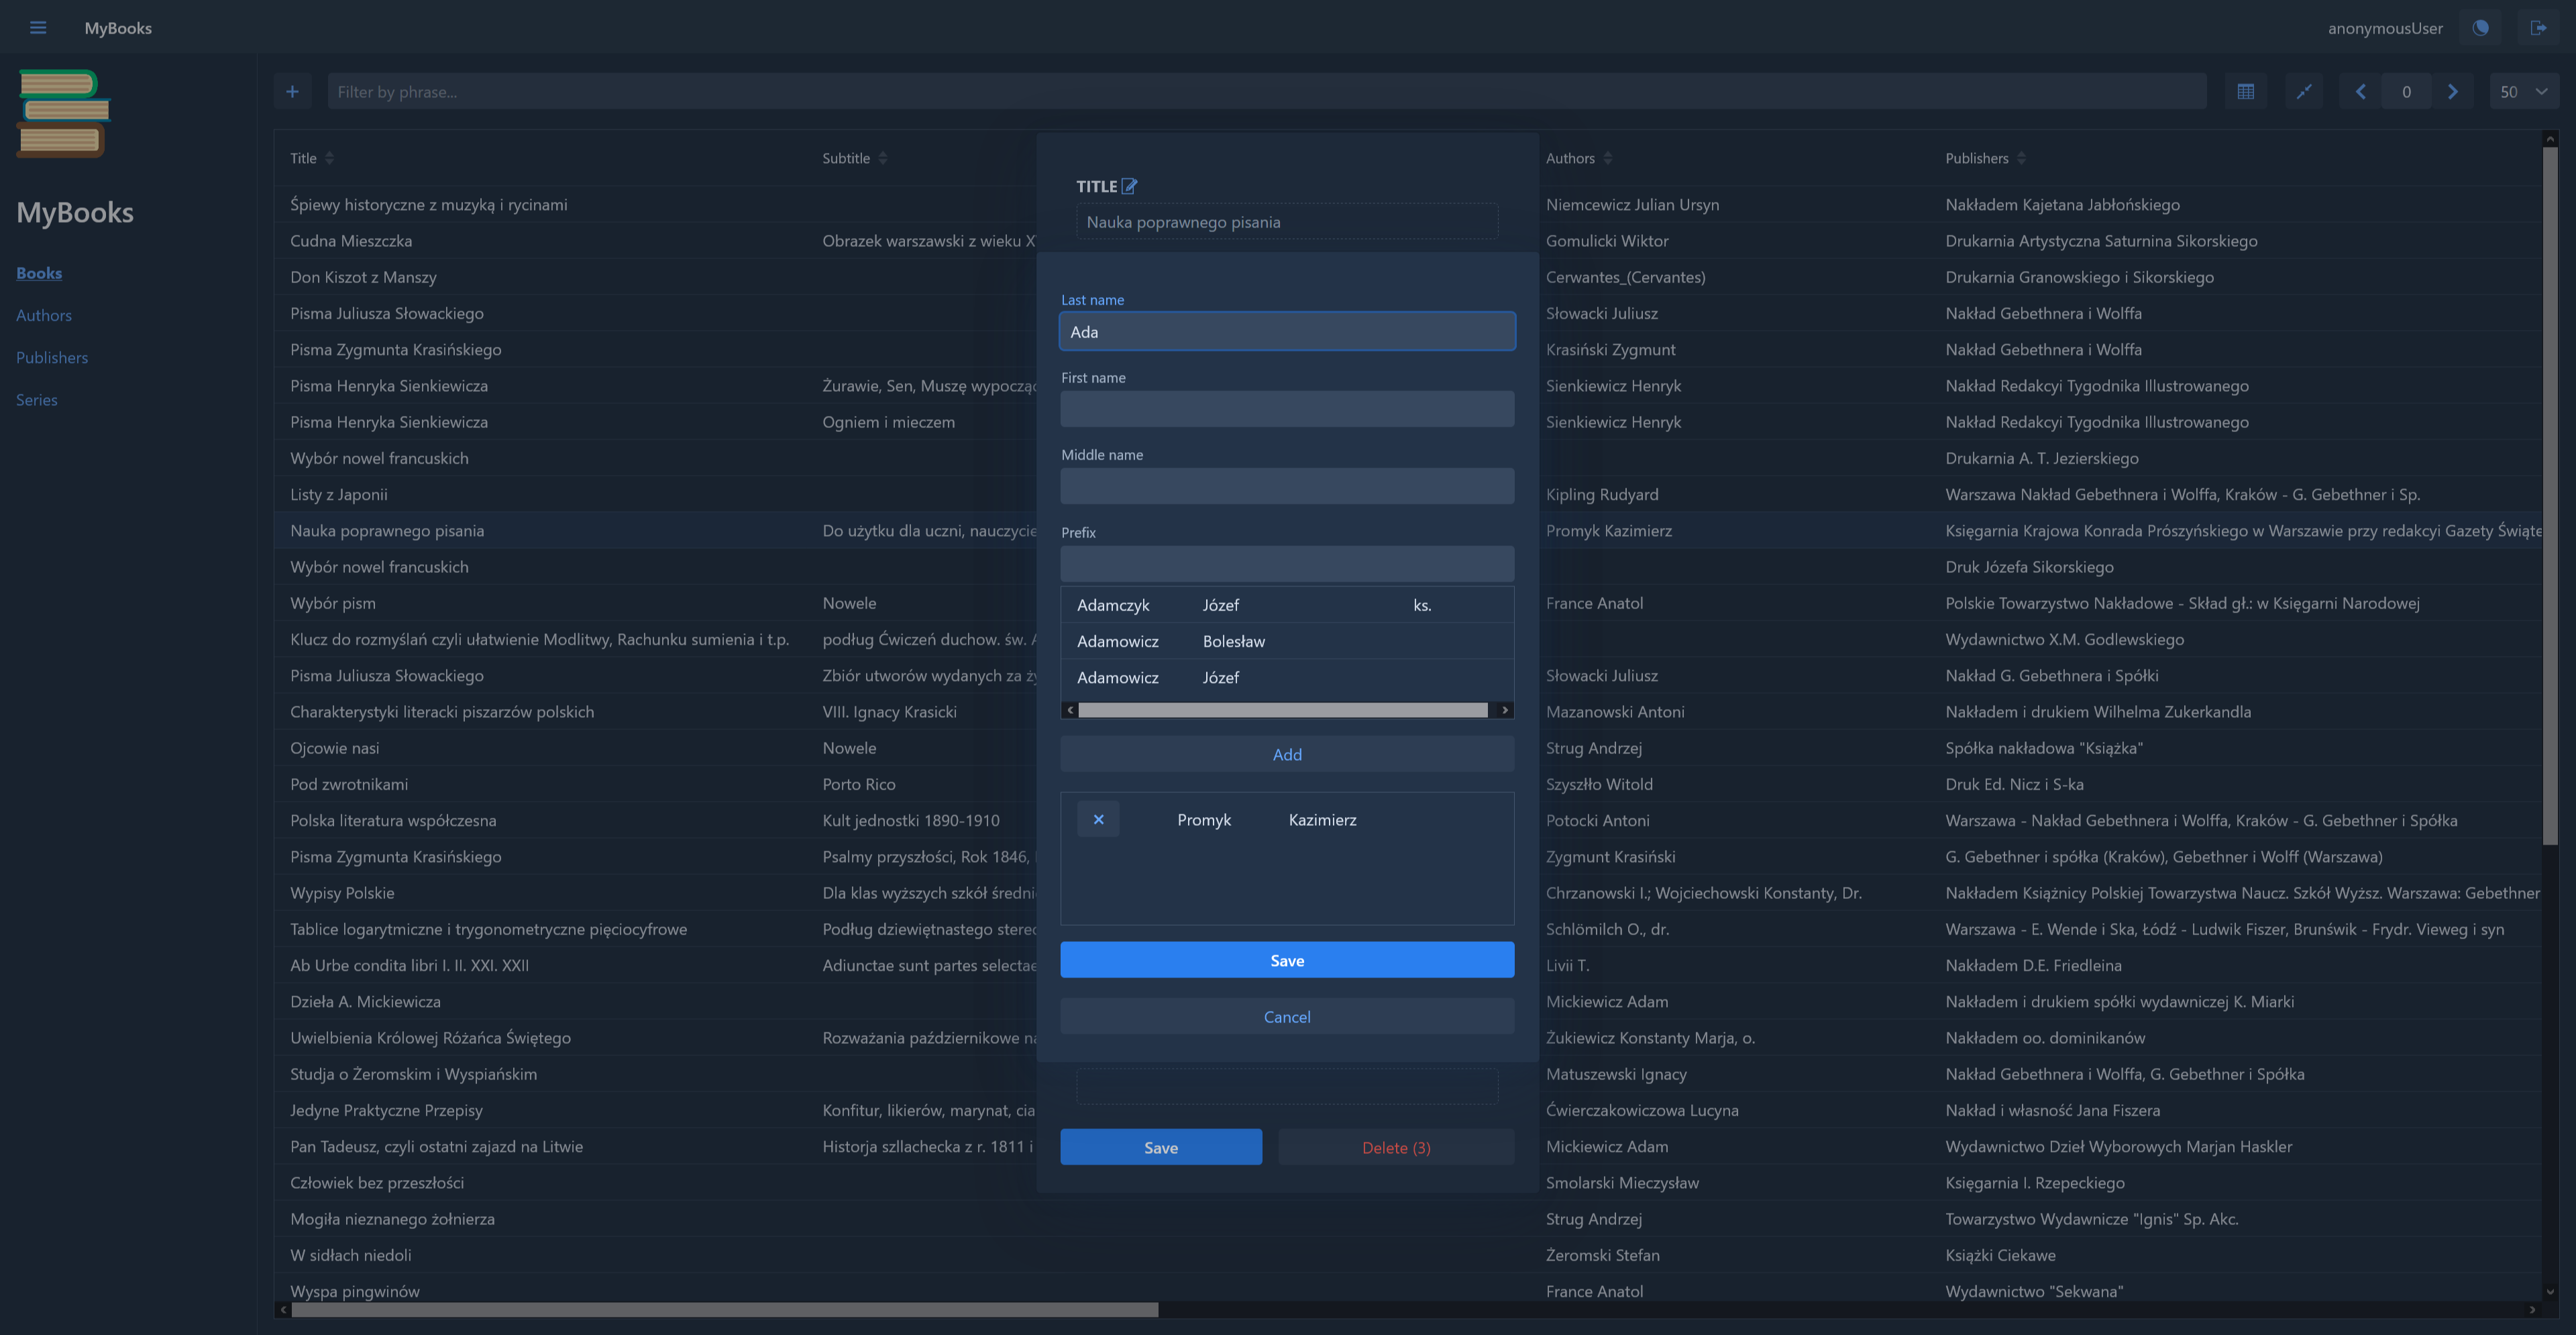 MyBooks
anonymousUser
MyBooks
Books
Authors
Publishers
Series
Filter by phrase...
0
50
Title Subtitle Authors Publishers
Śpiewy historyczne z muzyką i rycinami Niemcewicz Julian Ursyn Nakładem Kajetana Jabłońskiego
Cudna Mieszczka Obrazek warszawski z wieku X Gomulicki Wiktor Drukarnia Artystyczna Saturnina Sikorskiego
Don Kiszot z Manszy Cerwantes_(Cervantes) Drukarnia Granowskiego i Sikorskiego
Pisma Juliusza Słowackiego Słowacki Juliusz Nakład Gebethnera i Wolffa
Pisma Zygmunta Krasińskiego Krasiński Zygmunt Nakład Gebethnera i Wolffa
Pisma Henryka Sienkiewicza Żurawie, Sen, Muszę wypocząć Sienkiewicz Henryk Nakład Redakcyi Tygodnika Illustrowanego
Pisma Henryka Sienkiewicza Ogniem i mieczem Sienkiewicz Henryk Nakład Redakcyi Tygodnika Illustrowanego
Wybór nowel francuskich Drukarnia A. T. Jezierskiego
Listy z Japonii Kipling Rudyard Warszawa Nakład Gebethnera i Wolffa, Kraków - G. Gebethner i Sp.
Nauka poprawnego pisania Do użytku dla uczni, nauczycie Promyk Kazimierz Księgarnia Krajowa Konrada Prószyńskiego w Warszawie przy redakcyi Gazety Święte
Wybór nowel francuskich Druk Józefa Sikorskiego
Wybór pism Nowele France Anatol Polskie Towarzystwo Nakładowe - Skład gł.: w Księgarni Narodowej
Klucz do rozmyślań czyli ułatwienie Modlitwy, Rachunku sumienia i t.p. podług Ćwiczeń duchow. św. Wydawnictwo X.M. Godlewskiego
Pisma Juliusza Słowackiego Zbiór utworów wydanych za ży Słowacki Juliusz Nakład G. Gebethnera i Spółki
Charakterystyki literacki piszarzów polskich VIII. Ignacy Krasicki Mazanowski Antoni Nakładem i drukiem Wilhelma Zukerkandla
Ojcowie nasi Nowele Strug Andrzej Spółka nakładowa "Książka"
Pod zwrotnikami Porto Rico Szyszłło Witold Druk Ed. Nicz i S-ka
Polska literatura współczesna Kult jednostki 1890-1910 Potocki Antoni Warszawa - Nakład Gebethnera i Wolffa, Kraków - G. Gebethner i Spółka
Pisma Zygmunta Krasińskiego Psalmy przyszłości, Rok 1846, Zygmunt Krasiński G. Gebethner i spółka (Kraków), Gebethner i Wolff (Warszawa)
Wypisy Polskie Dla klas wyższych szkół średni Chrzanowski I.; Wojciechowski Konstanty, Dr. Nakładem Książnicy Polskiej Towarzystwa Naucz. Szkół Wyższ. Warszawa: Gebethner
Tablice logarytmiczne i trygonometryczne pięciocyfrowe Podług dziewiętnastego stereo Schlömilch O., dr. Warszawa - E. Wende i Ska, Łódź - Ludwik Fiszer, Brunświk - Frydr. Vieweg i syn
Ab Urbe condita libri I. II. XXI. XXII Adiunctae sunt partes selectae Livii T. Nakładem D.E. Friedleina
Dzieła A. Mickiewicza Mickiewicz Adam Nakładem i drukiem spółki wydawniczej K. Miarki
Uwielbienia Królowej Różańca Świętego Rozważania październikowe na Żukiewicz Konstanty Marja, o. Nakładem oo. dominikanów
Studja o Żeromskim i Wyspiańskim Matuszewski Ignacy Nakład Gebethnera i Wolffa, G. Gebethner i Spółka
Jedyne Praktyczne Przepisy Konfitur, likierów, marynat, cia Ćwierczakowiczowa Lucyna Nakład i własność Jana Fiszera
Pan Tadeusz, czyli ostatni zajazd na Litwie Historja szllachecka z r. 1811 i Mickiewicz Adam Wydawnictwo Dzieł Wyborowych Marjan Haskler
Człowiek bez przeszłości Smolarski Mieczysław Księgarnia I. Rzepeckiego
Mogiła nieznanego żołnierza Strug Andrzej Towarzystwo Wydawnicze "Ignis" Sp. Akc.
W sidłach niedoli Żeromski Stefan Książki Ciekawe
Wyspa pingwinów France Anatol Wydawnictwo "Sekwana"
TITLE
Nauka poprawnego pisania
Last name
Ada
First name
Middle name
Prefix
Adamczyk Józef ks.
Adamowicz Bolesław
Adamowicz Józef
Add
Promyk Kazimierz
Save
Cancel
Save
Delete (3)